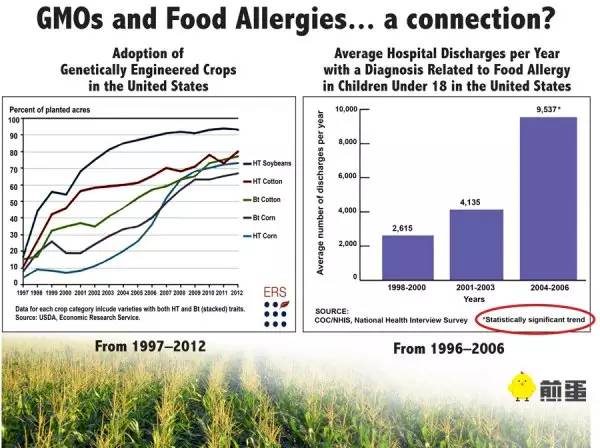 GMOs and Food Allergies... a connection?
Adoption of
Genetically Engineered Crops
in the United States
Percent of planted acres
100
90
80
70
60
50
40
30
20
10
0
1997 1998 1999 2000 2001 2002 2003 2004 2005 2006 2007 2008 2009 2010 2011 2012
HT Soybeans
HT Cotton
Bt Cotton
Bt Corn
HT Corn
ERS
Data for each crop category inicude varieties with both HT and Bt (stacked) traits.
Source: USDA, Economic Research Service.
From 1997–2012
Average Hospital Discharges per Year
with a Diagnosis Related to Food Allergy
in Children Under 18 in the United States
Average number of discharges per year
10,000
8,000
6,000
4,000
2,000
0
2,615
4,135
9,537*
1998-2000
2001-2003
2004-2006
Years
SOURCE:
COC/NHIS, National Health Interview Survey
*Statistically significant trend
From 1996–2006
煎蛋